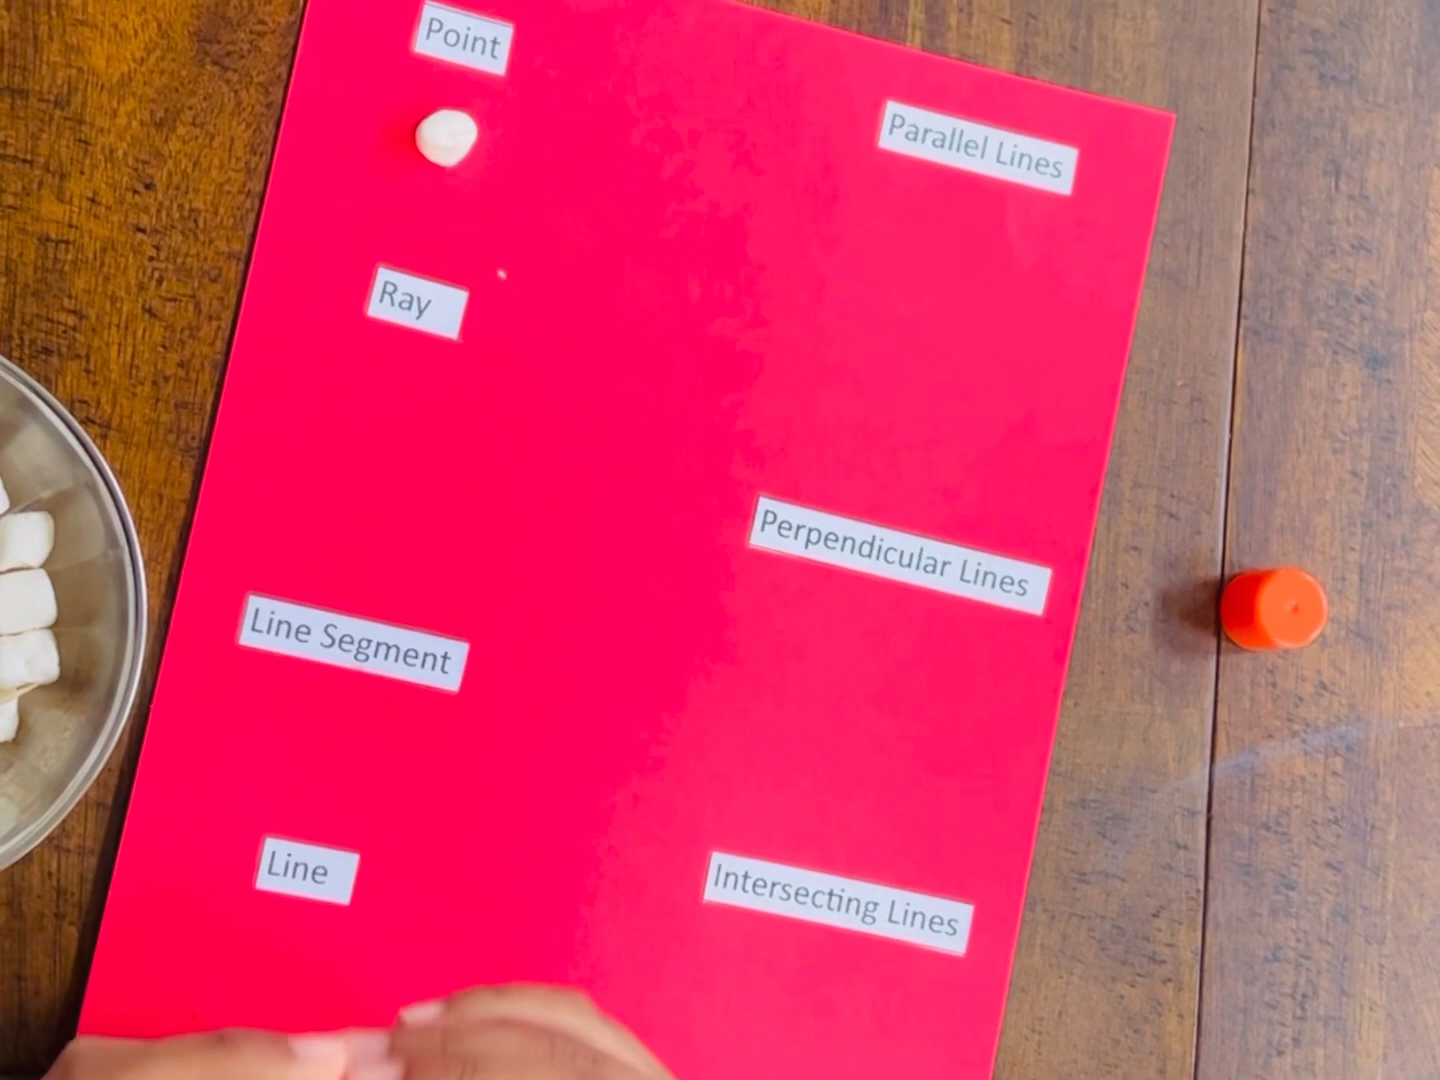 Point
Parallel Lines
Ray
Perpendicular Lines
Line Segment
Line
Intersecting Lines